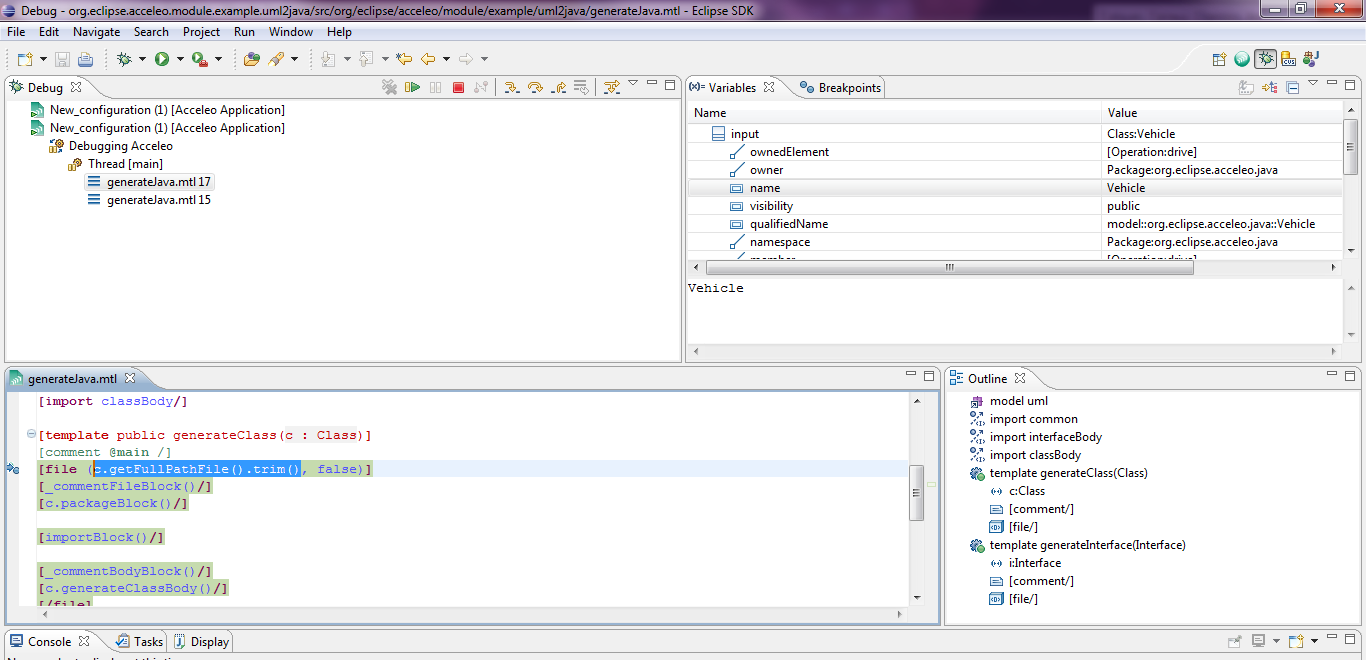 Debug - org.eclipse.acceleo.module.example.uml2java/src/org/eclipse/acceleo/module/example/uml2java/generateJava.mtl - Eclipse SDK
File Edit Navigate Search Project Run Window Help
Debug
New_configuration (1) [Acceleo Application]
New_configuration (1) [Acceleo Application]
Debugging Acceleo
Thread [main]
generateJava.mtl 17
generateJava.mtl 15
(x)= Variables Breakpoints
Name Value
input Class:Vehicle
ownedElement [Operation:drive]
owner Package:org.eclipse.acceleo.java
name Vehicle
visibility public
qualifiedName model::org.eclipse.acceleo.java::Vehicle
namespace Package:org.eclipse.acceleo.java
member [Operation:drive]
Vehicle
generateJava.mtl
[import classBody/]
[template public generateClass(c : Class)]
[comment @main /]
[file (c.getFullPathFile().trim(), false)]
[_commentFileBlock()/]
[c.packageBlock()/]
[importBlock()/]
[_commentBodyBlock()/]
[c.generateClassBody()/]
[/file]
Outline
model uml
import common
import interfaceBody
import classBody
template generateClass(Class)
c:Class
[comment/]
[file/]
template generateInterface(Interface)
i:Interface
[comment/]
[file/]
Console Tasks Display